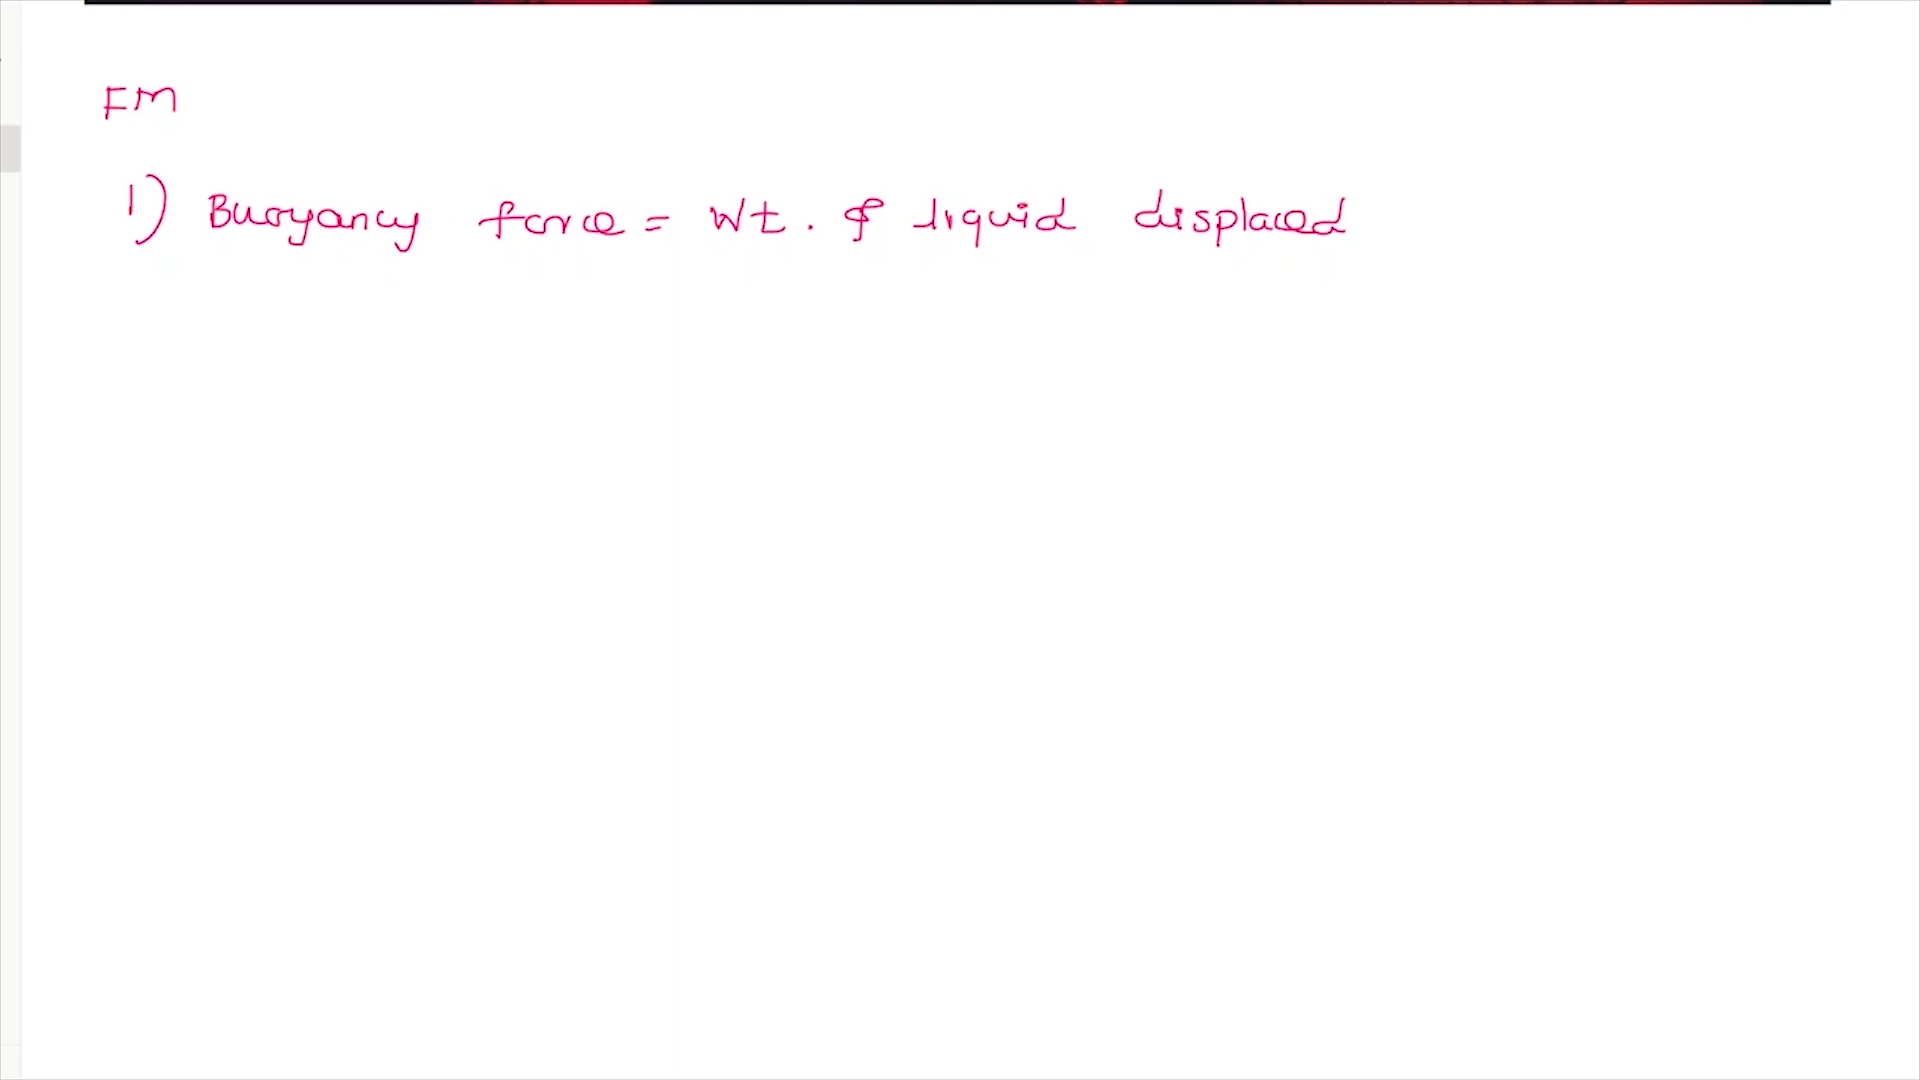 FM
1) Buoyancy force = Wt. of liquid displaced